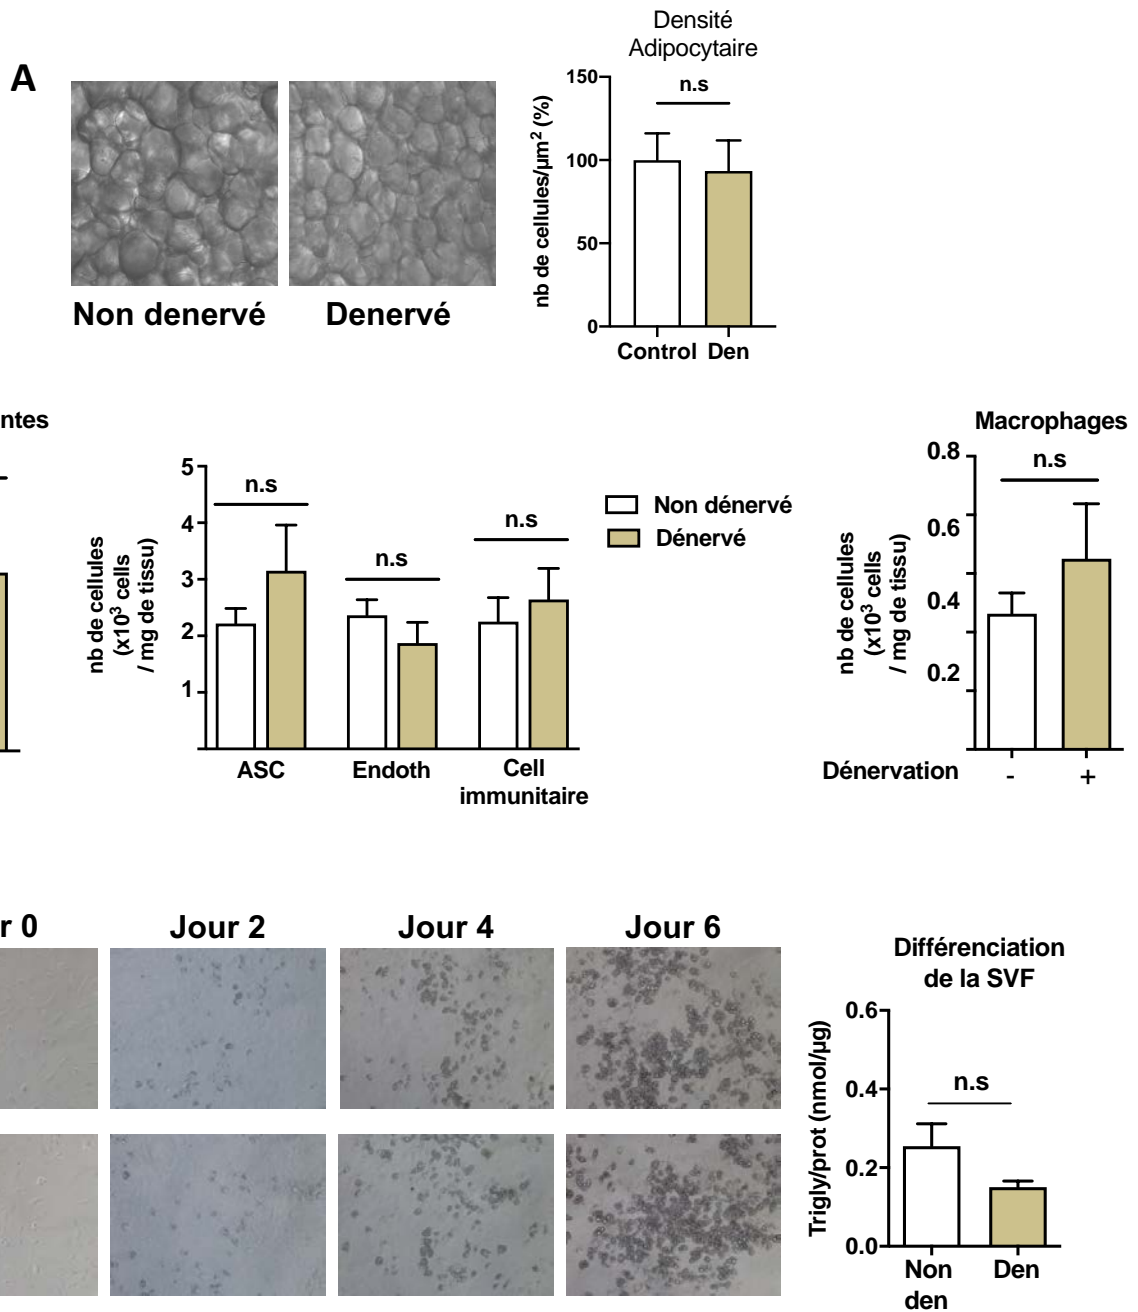 A
Densité
Adipocytaire
nb de cellules/µm² (%)
150
100
50
0
n.s
Control Den
Non denervé
Denervé
ntes
nb de cellules
(x10³ cells
/ mg de tissu)
5
4
3
2
1
n.s
n.s
n.s
ASC
Endoth
Cell
immunitaire
Non dénervé
Dénervé
Macrophages
nb de cellules
(x10³ cells
/ mg de tissu)
0.8
0.6
0.4
0.2
n.s
Dénervation - +
r 0
Jour 2
Jour 4
Jour 6
Différenciation
de la SVF
Trigly/prot (nmol/µg)
0.6
0.4
0.2
0.0
n.s
Non
den
Den